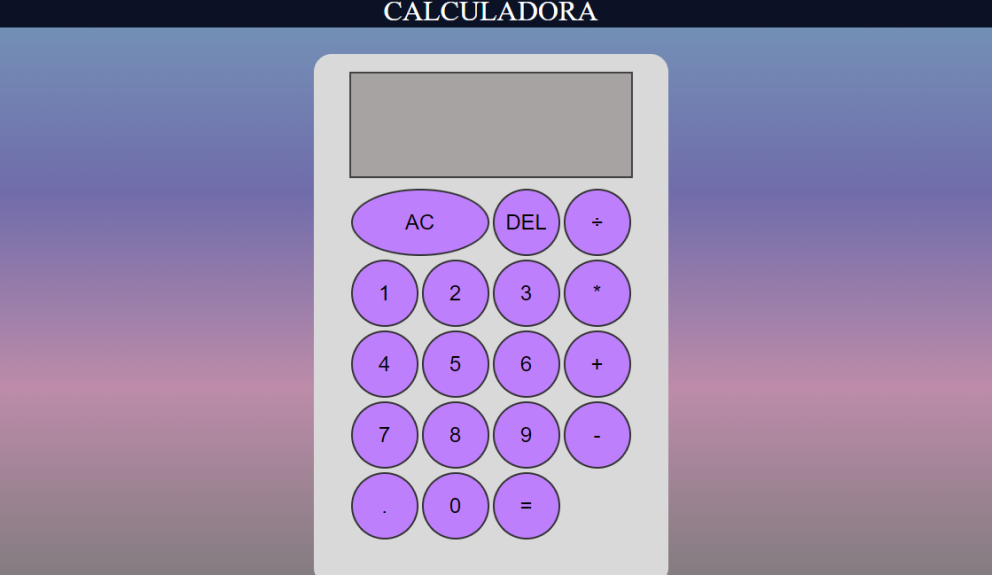 CALCULADORA
AC DEL ÷
1 2 3 *
4 5 6 +
7 8 9 -
. 0 =